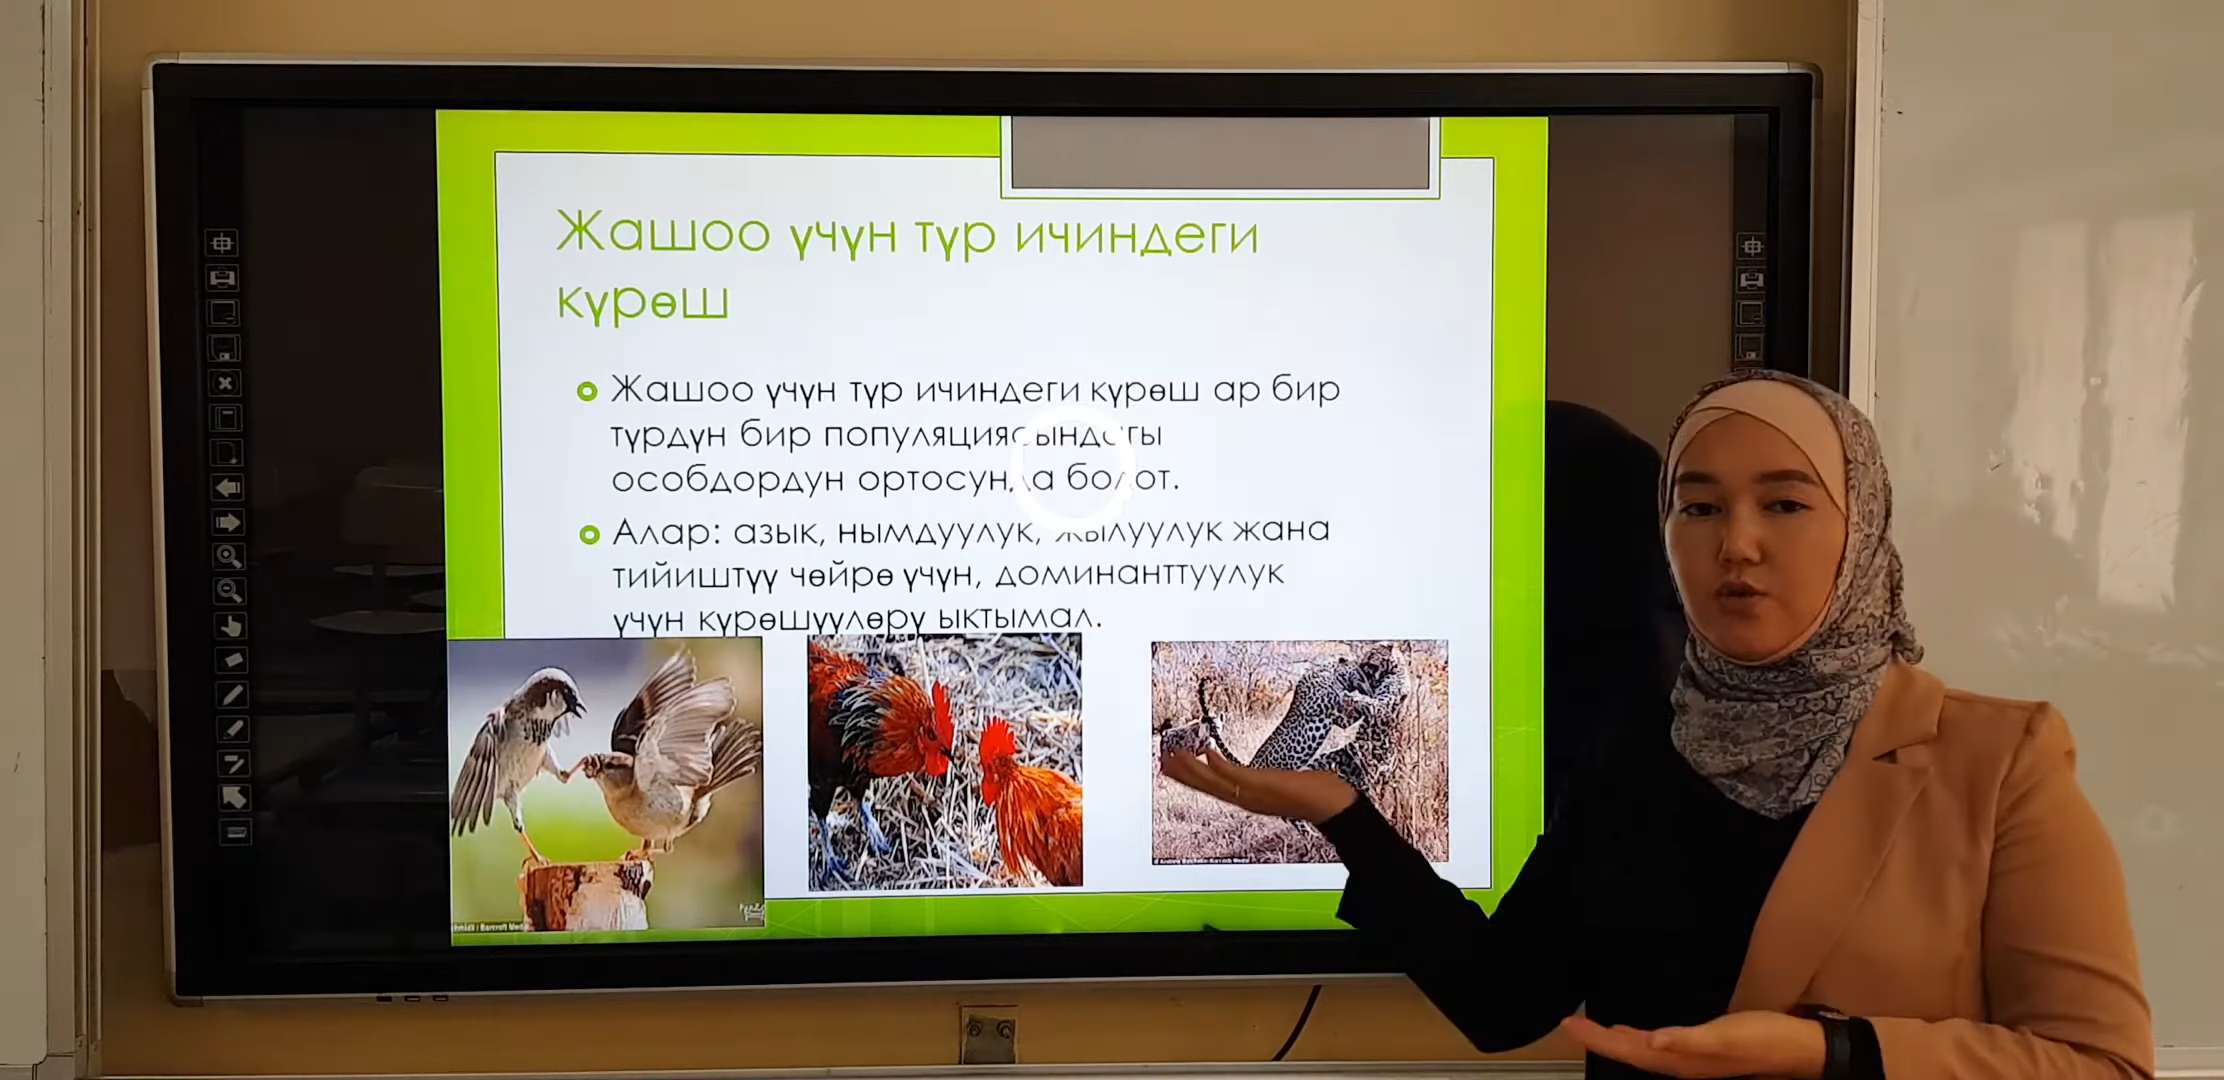 Жашоо үчүн түр ичиндеги
күрөш
Жашоо үчүн түр ичиндеги күрөш ар бир
түрдүн бир популяциясындагы
особдордун ортосунда болот.
Алар: азык, нымдуулук, жылуулук жана
тийиштүү чөйрө үчүн, доминанттуулук
үчүн күрөшүүлөрү ыктымал.